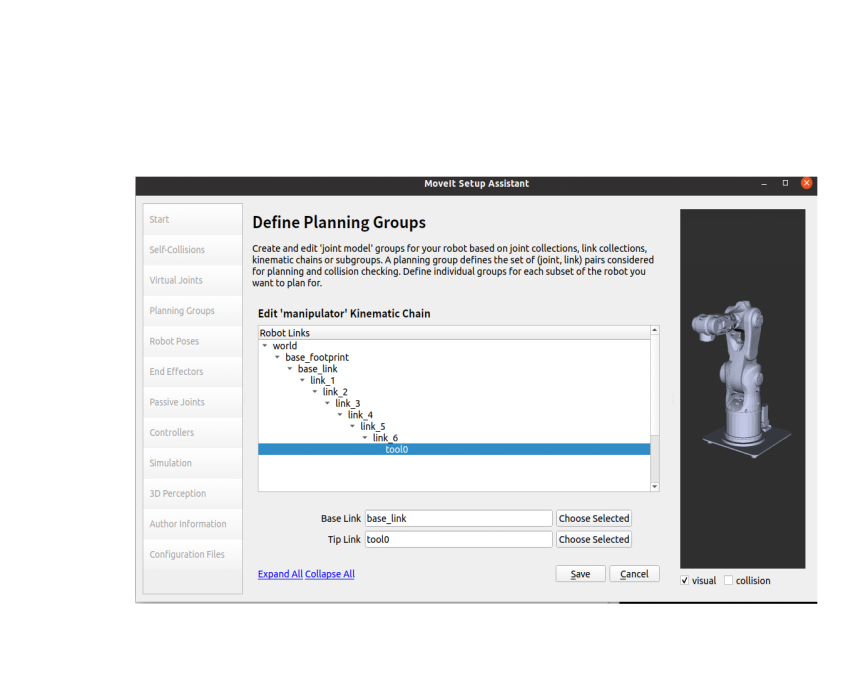 MoveIt Setup Assistant
Start
Self-Collisions
Virtual Joints
Planning Groups
Robot Poses
End Effectors
Passive Joints
Controllers
Simulation
3D Perception
Author Information
Configuration Files
Define Planning Groups
Create and edit 'joint model' groups for your robot based on joint collections, link collections,
kinematic chains or subgroups. A planning group defines the set of (joint, link) pairs considered
for planning and collision checking. Define individual groups for each subset of the robot you
want to plan for.
Edit 'manipulator' Kinematic Chain
Robot Links
world
base_footprint
base_link
link_1
link_2
link_3
link_4
link_5
link_6
tool0
Base Link base_link Choose Selected
Tip Link tool0 Choose Selected
Expand All Collapse All
Save Cancel
visual collision